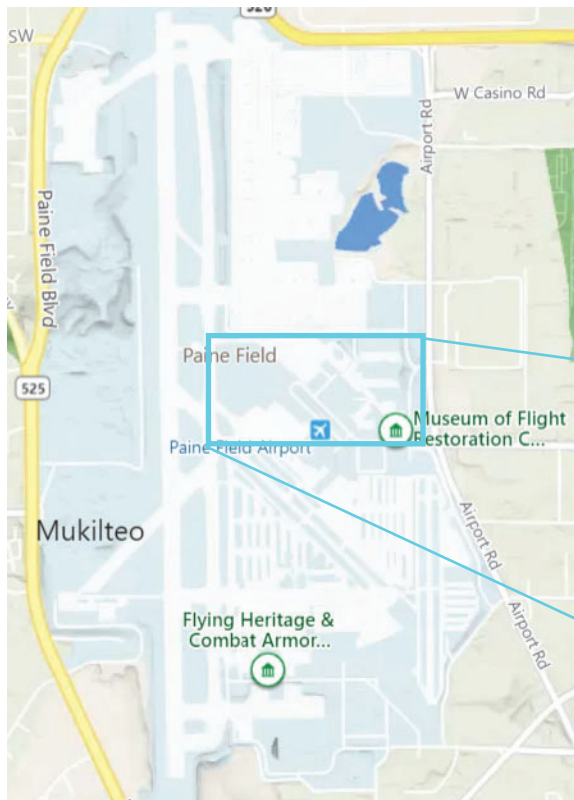 526
SW
W Casino Rd
Airport Rd
Paine Field Blvd
Paine Field
525
Museum of Flight
Restoration C...
Paine Field Airport
Mukilteo
Airport Rd
Flying Heritage &
Combat Armor...
Airport Rd